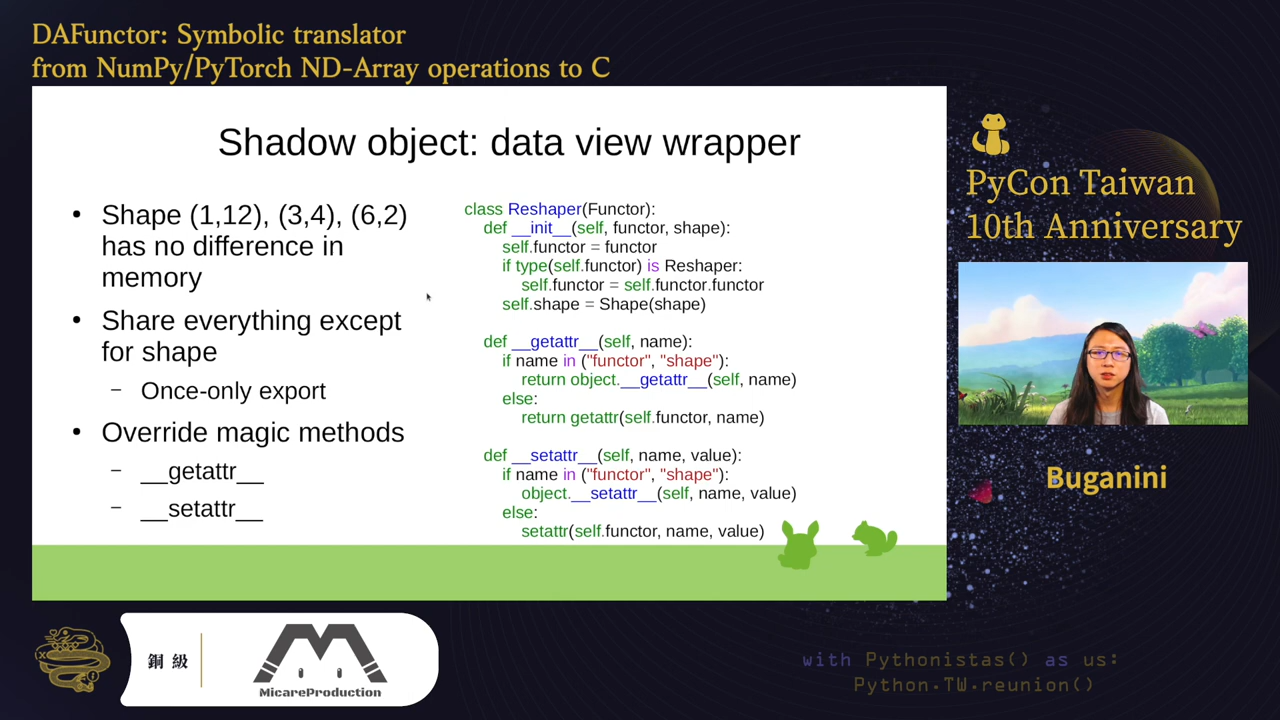 DAFunctor: Symbolic translator
from NumPy/PyTorch ND-Array operations to C
Shadow object: data view wrapper
• Shape (1,12), (3,4), (6,2)
has no difference in
memory
• Share everything except
for shape
– Once-only export
• Override magic methods
– __getattr__
– __setattr__
class Reshaper(Functor):
def __init__(self, functor, shape):
self.functor = functor
if type(self.functor) is Reshaper:
self.functor = self.functor.functor
self.shape = Shape(shape)
def __getattr__(self, name):
if name in ("functor", "shape"):
return object.__getattr__(self, name)
else:
return getattr(self.functor, name)
def __setattr__(self, name, value):
if name in ("functor", "shape"):
object.__setattr__(self, name, value)
else:
setattr(self.functor, name, value)
PyCon Taiwan
10th Anniversary
Buganini
銅級
MicareProduction
with Pythonistas() as us:
Python.TW.reunion()